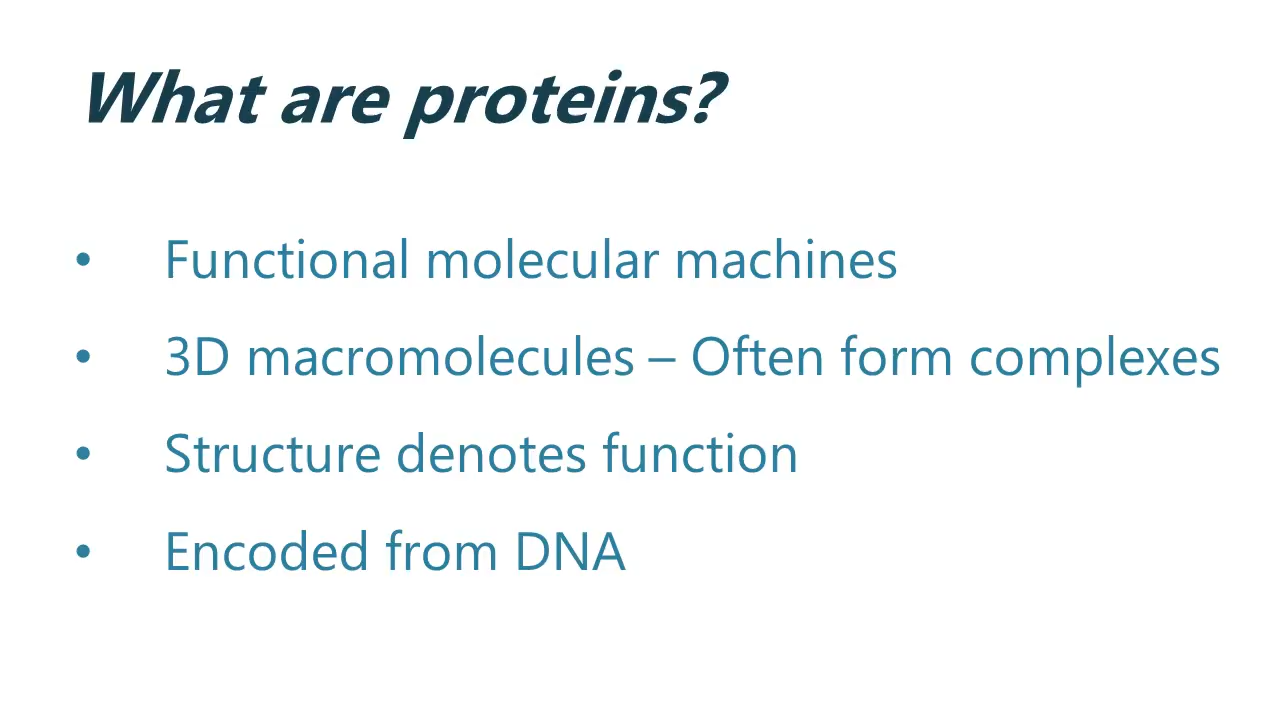 What are proteins?
• Functional molecular machines
• 3D macromolecules – Often form complexes
• Structure denotes function
• Encoded from DNA